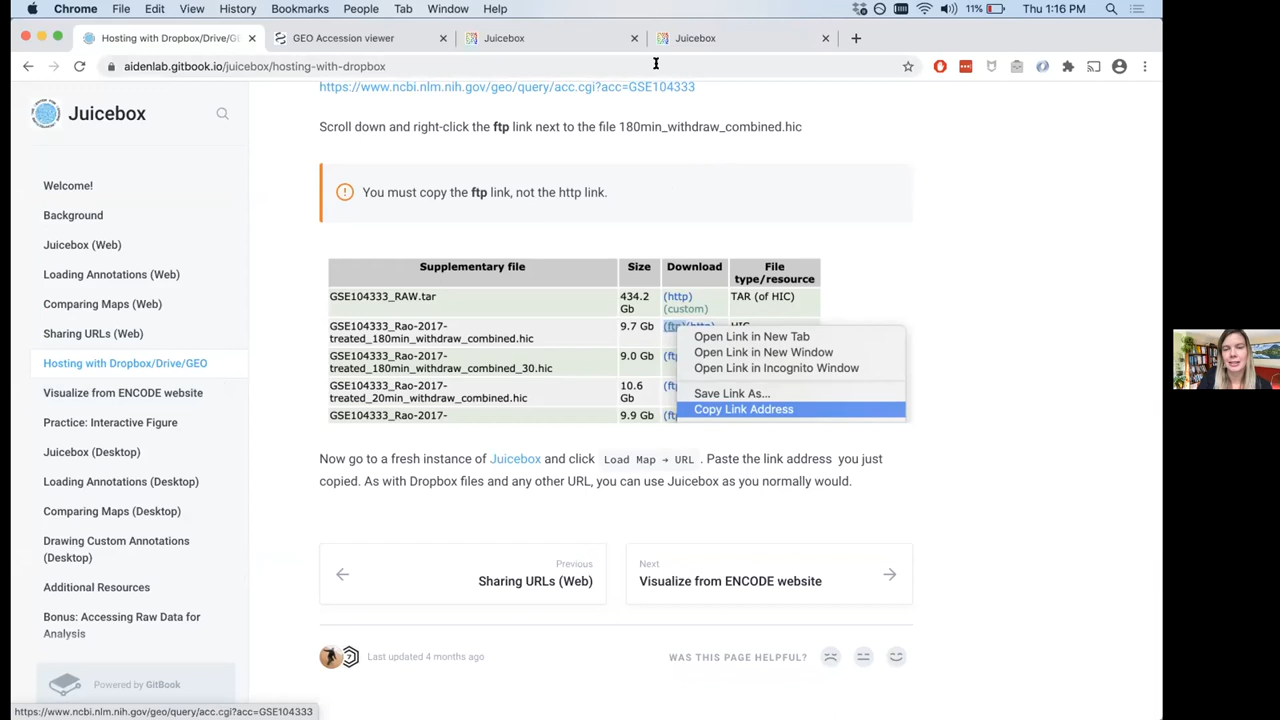 Chrome File Edit View History Bookmarks People Tab Window Help 11% Thu 1:16 PM
Hosting with Dropbox/Drive/GE GEO Accession viewer Juicebox Juicebox
aidenlab.gitbook.io/juicebox/hosting-with-dropbox
Juicebox
Welcome!
Background
Juicebox (Web)
Loading Annotations (Web)
Comparing Maps (Web)
Sharing URLs (Web)
Hosting with Dropbox/Drive/GEO
Visualize from ENCODE website
Practice: Interactive Figure
Juicebox (Desktop)
Loading Annotations (Desktop)
Comparing Maps (Desktop)
Drawing Custom Annotations
(Desktop)
Additional Resources
Bonus: Accessing Raw Data for
Analysis
Powered by GitBook
https://www.ncbi.nlm.nih.gov/geo/query/acc.cgi?acc=GSE104333
https://www.ncbi.nlm.nih.gov/geo/query/acc.cgi?acc=GSE104333
Scroll down and right-click the ftp link next to the file 180min_withdraw_combined.hic
You must copy the ftp link, not the http link.
Supplementary file Size Download File
type/resource
GSE104333_RAW.tar 434.2 (http) TAR (of HIC)
Gb (custom)
GSE104333_Rao-2017- 9.7 Gb (ftp)(http) HIC
treated_180min_withdraw_combined.hic
GSE104333_Rao-2017- 9.0 Gb (ft
treated_180min_withdraw_combined_30.hic
GSE104333_Rao-2017- 10.6 (ft
treated_20min_withdraw_combined.hic Gb
GSE104333_Rao-2017- 9.9 Gb (ft
Open Link in New Tab
Open Link in New Window
Open Link in Incognito Window
Save Link As...
Copy Link Address
Now go to a fresh instance of Juicebox and click Load Map → URL . Paste the link address you just
copied. As with Dropbox files and any other URL, you can use Juicebox as you normally would.
Previous
Sharing URLs (Web)
Next
Visualize from ENCODE website
Last updated 4 months ago
WAS THIS PAGE HELPFUL?